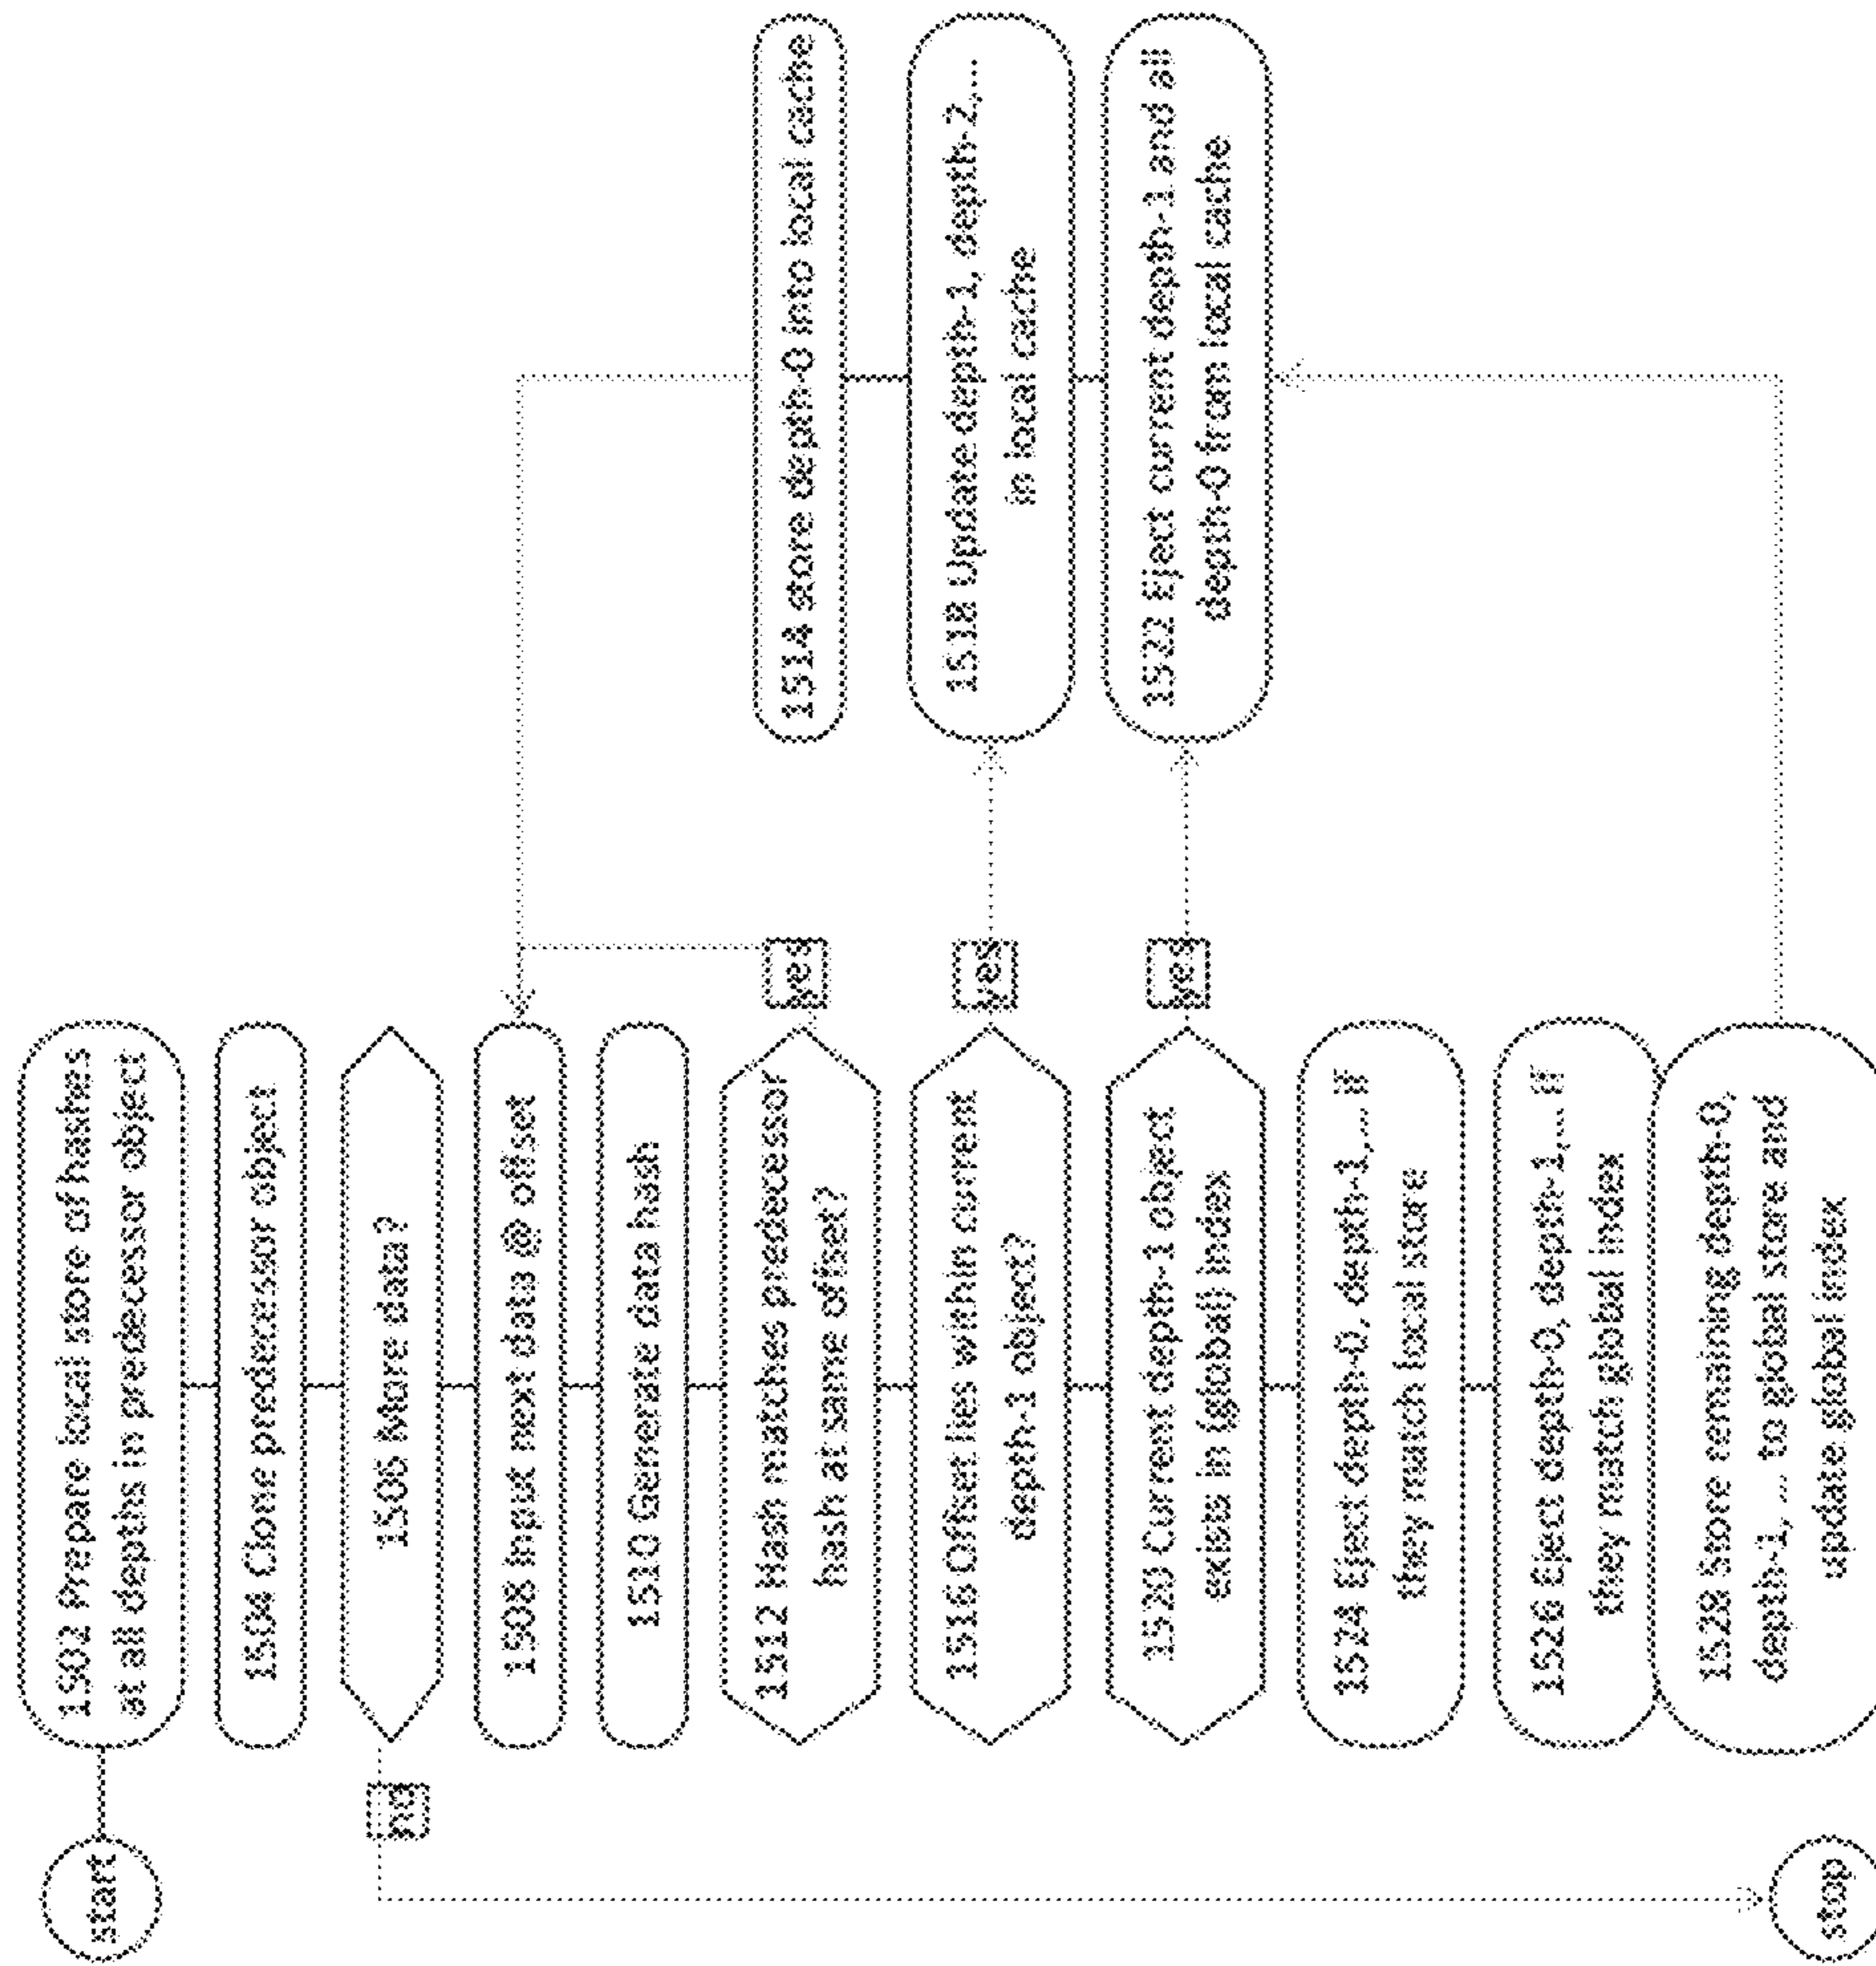 start
1502 Prepare local store of hashes
at all depths in predecessor object
1504 Clone predecessor object
1506 More data?
no
1508 Input next data @ offset
1510 Generate data hash
1512 Hash matches predecessor
hash at same offset?
yes
1514 store depth-0 into local cache
1516 Offset lies within current
depth-1 object?
yes
1518 Update depth-1, depth-2,...
in local cache
1520 Current depth-1 object
exists in (global) index
yes
1522 Eject current depth-1 and all
depth-0 from local cache
1524 Eject depth-0, depth-1,... if
they match local store
1526 Eject depth-0, depth-1,... if
they match global index
1528 Store remaining depth-0,
depth-1, ... to global store and
update global index
stop